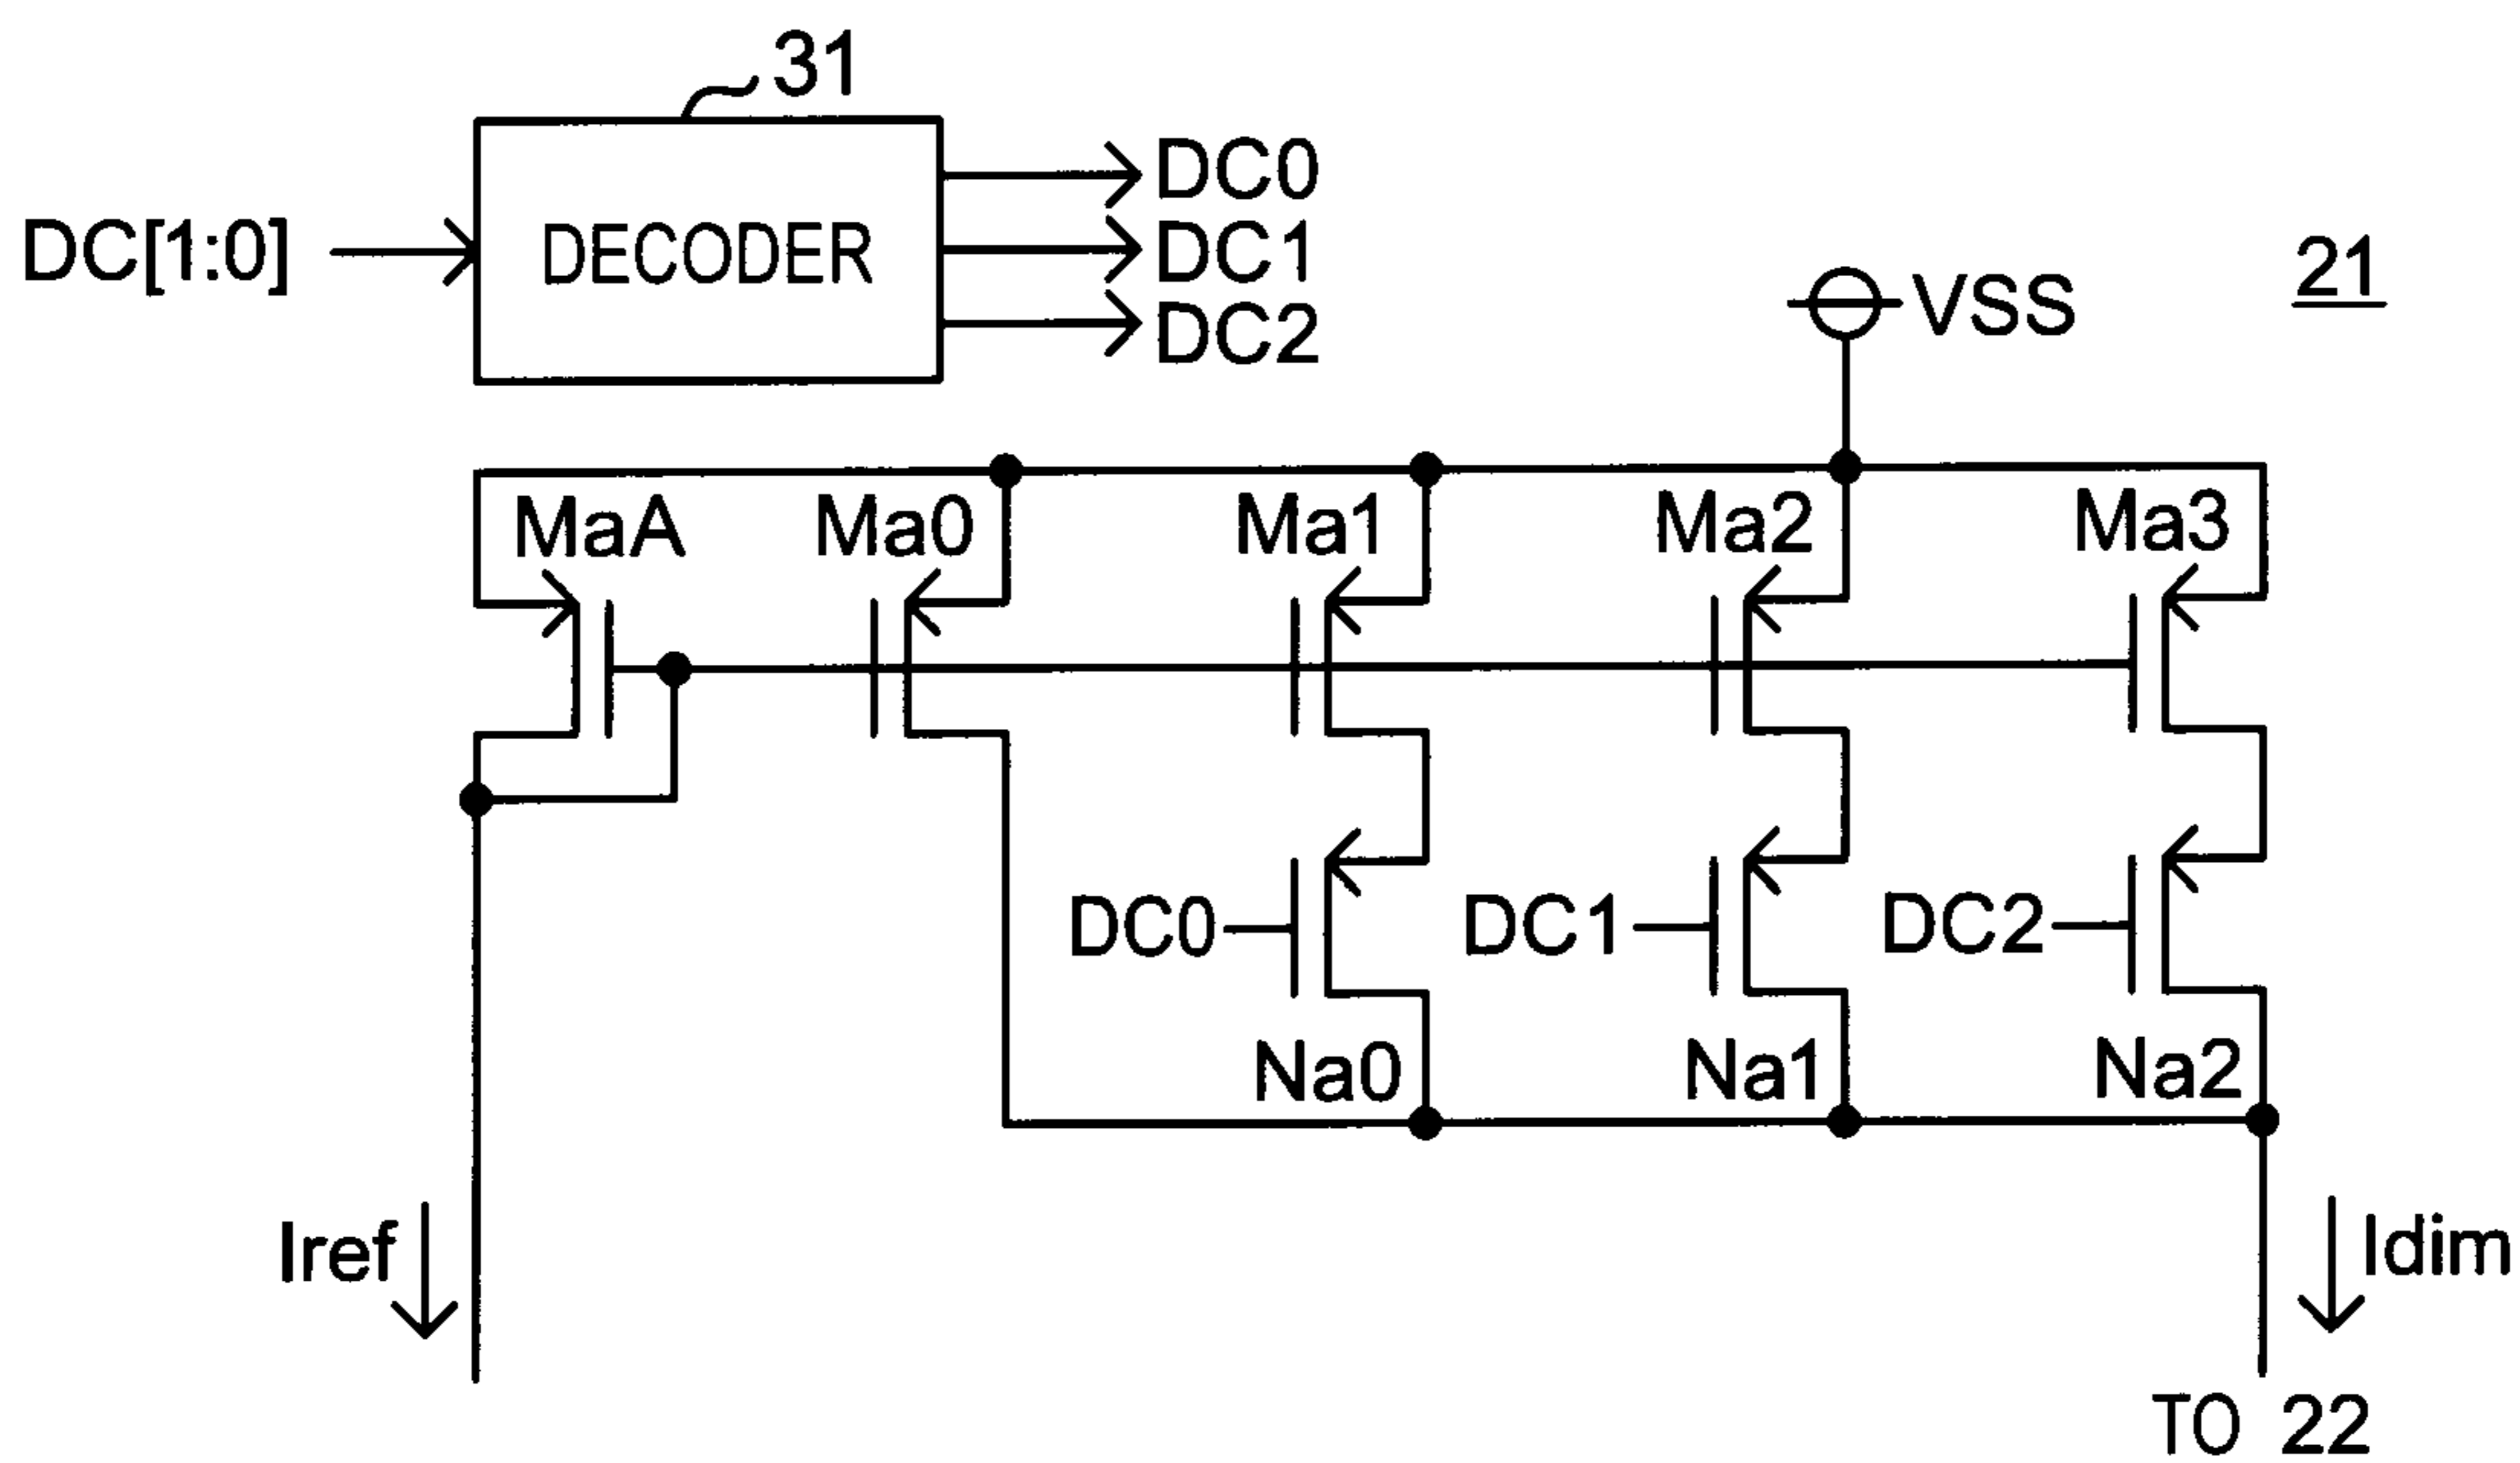 31
DC0
DC[1:0]
DECODER
DC1
DC2
VSS
21
MaA
Ma0
Ma1
Ma2
Ma3
DC0
DC1
DC2
Na0
Na1
Na2
Iref
Idim
TO 22